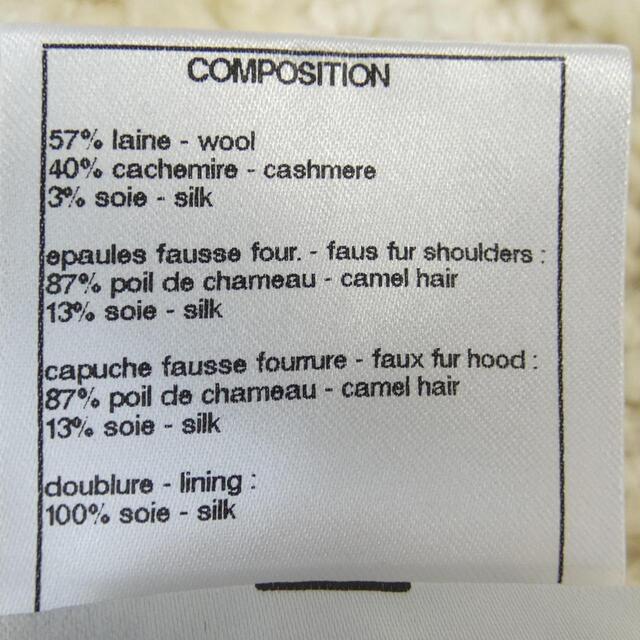 COMPOSITION
57% laine - wool
40% cachemire - cashmere
3% soie - silk
epaules fausse four. - faus fur shoulders :
87% poil de chameau - camel hair
13% soie - silk
capuche fausse fourrure - faux fur hood :
87% poil de chameau - camel hair
13% soie - silk
doublure - lining :
100% soie - silk